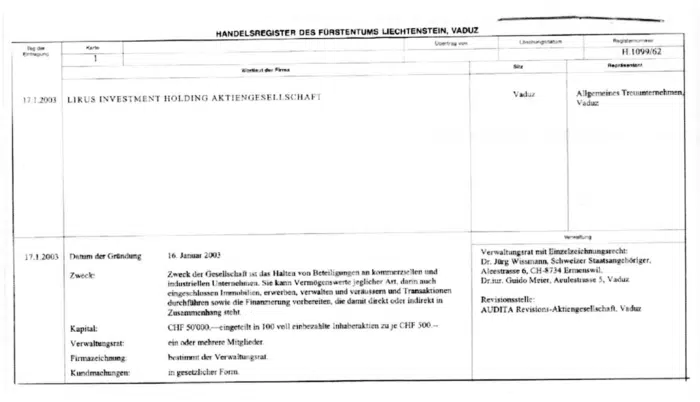 HANDELSREGISTER DES FÜRSTENTUMS LIECHTENSTEIN, VADUZ
Tag der Eintragung
Karte
1
Übertrag von
Löschungsdatum
Registernummer
H.1099/62
Wortlaut der Firma
Sitz
Repräsentant
17.1.2003 LIRUS INVESTMENT HOLDING AKTIENGESELLSCHAFT
Vaduz
Allgemeines Treuunternehmen,
Vaduz
Verwaltung
17.1.2003 Datum der Gründung 16. Januar 2003
Zweck: Zweck der Gesellschaft ist das Halten von Beteiligungen an kommerziellen und
industriellen Unternehmen. Sie kann Vermögenswerte jeglicher Art, darin auch
eingeschlossen Immobilien, erwerben, verwalten und veräussern und Transaktionen
durchführen sowie die Finanzierung vorbereiten, die damit direkt oder indirekt in
Zusammenhang steht.
Kapital: CHF 50'000.—eingeteilt in 100 voll einbezahlte Inhaberaktien zu je CHF 500.–
Verwaltungsrat: ein oder mehrere Mitglieder.
Firmazeichnung: bestimmt der Verwaltungsrat.
Kundmachungen: in gesetzlicher Form.
Verwaltungsrat mit Einzelzeichnungsrecht:
Dr. Jürg Wissmann, Schweizer Staatsangehöriger,
Alcestrasse 6, CH-8734 Ermenswil.
Dr.iur. Guido Meier, Aeulestrasse 5, Vaduz
Revisionsstelle:
AUDITA Revisions-Aktiengesellschaft, Vaduz